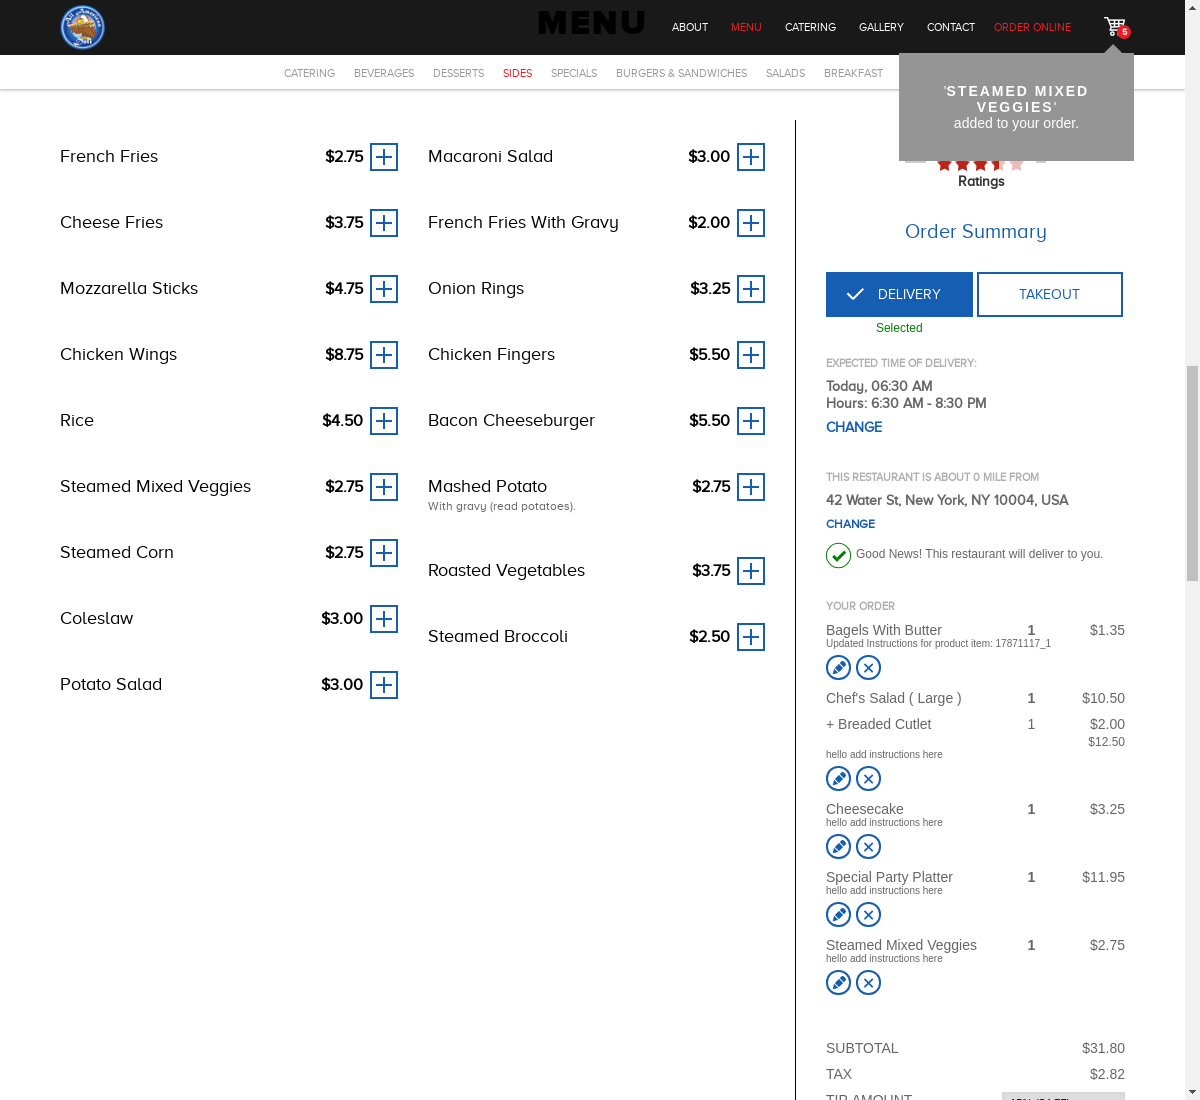 All American
Deli
MENU
ABOUT
MENU
CATERING
GALLERY
CONTACT
ORDER ONLINE
5
CATERING
BEVERAGES
DESSERTS
SIDES
SPECIALS
BURGERS & SANDWICHES
SALADS
BREAKFAST
'STEAMED MIXED
VEGGIES'
added to your order.
French Fries $2.75
Cheese Fries $3.75
Mozzarella Sticks $4.75
Chicken Wings $8.75
Rice $4.50
Steamed Mixed Veggies $2.75
Steamed Corn $2.75
Coleslaw $3.00
Potato Salad $3.00
Macaroni Salad $3.00
French Fries With Gravy $2.00
Onion Rings $3.25
Chicken Fingers $5.50
Bacon Cheeseburger $5.50
Mashed Potato $2.75
With gravy (read potatoes).
Roasted Vegetables $3.75
Steamed Broccoli $2.50
Ratings
Order Summary
DELIVERY
TAKEOUT
Selected
EXPECTED TIME OF DELIVERY:
Today, 06:30 AM
Hours: 6:30 AM - 8:30 PM
CHANGE
THIS RESTAURANT IS ABOUT 0 MILE FROM
42 Water St, New York, NY 10004, USA
CHANGE
Good News! This restaurant will deliver to you.
YOUR ORDER
Bagels With Butter 1 $1.35
Updated Instructions for product item: 17871117_1
Chef's Salad ( Large ) 1 $10.50
+ Breaded Cutlet 1 $2.00
$12.50
hello add instructions here
Cheesecake 1 $3.25
hello add instructions here
Special Party Platter 1 $11.95
hello add instructions here
Steamed Mixed Veggies 1 $2.75
hello add instructions here
SUBTOTAL $31.80
TAX $2.82
TIP AMOUNT